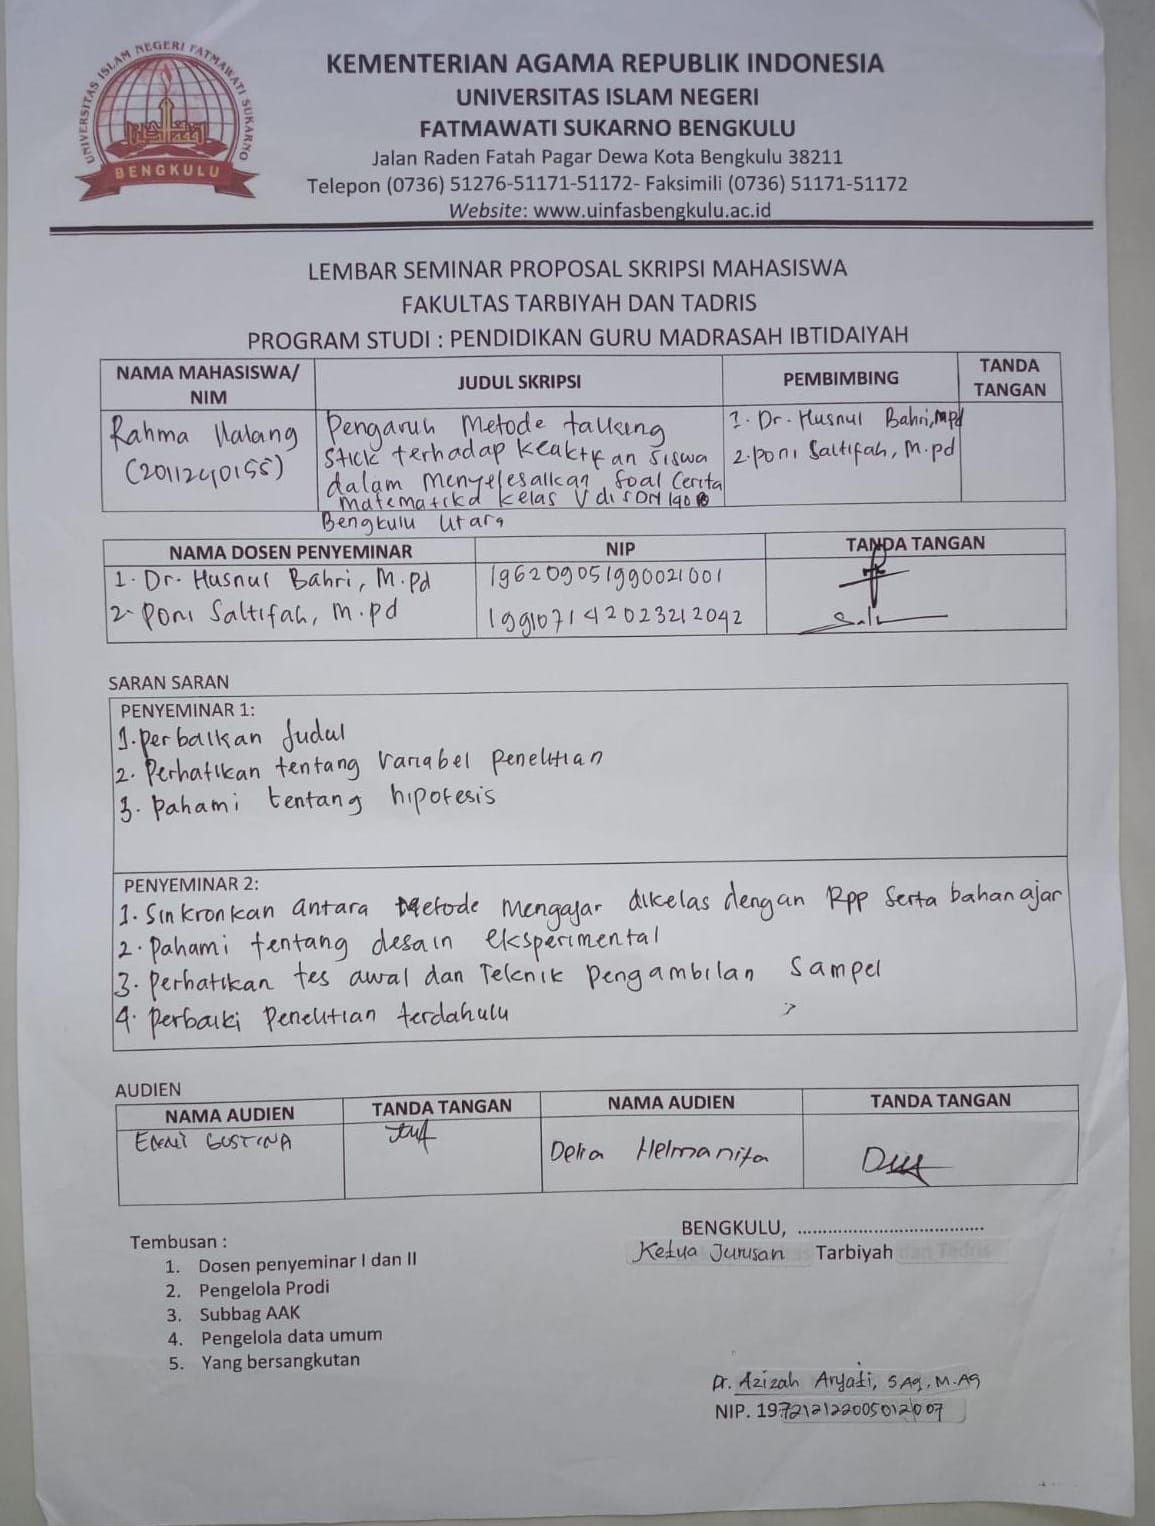 UNIVERSITAS ISLAM NEGERI FATMAWATI SUKARNO
BENGKULU
KEMENTERIAN AGAMA REPUBLIK INDONESIA
UNIVERSITAS ISLAM NEGERI
FATMAWATI SUKARNO BENGKULU
Jalan Raden Fatah Pagar Dewa Kota Bengkulu 38211
Telepon (0736) 51276-51171-51172- Faksimili (0736) 51171-51172
Website: www.uinfasbengkulu.ac.id
LEMBAR SEMINAR PROPOSAL SKRIPSI MAHASISWA
FAKULTAS TARBIYAH DAN TADRIS
PROGRAM STUDI : PENDIDIKAN GURU MADRASAH IBTIDAIYAH
NAMA MAHASISWA/ NIM JUDUL SKRIPSI PEMBIMBING TANDA TANGAN
Rahma Ilalang
(2011240155)
Pengaruh Metode talking
Stick terhadap Keaktifan Siswa
dalam Menyelesaikan Soal Cerita
Matematika Kelas V di SDN 140
Bengkulu Utara
1. Dr. Husnul Bahri, M.pd
2. Poni Saltifah, M.pd
NAMA DOSEN PENYEMINAR NIP TANDA TANGAN
1. Dr. Husnul Bahri, M.Pd 196209051990021001
2. Poni Saltifah, M.pd 199107142023212042
SARAN SARAN
PENYEMINAR 1:
1. perbaikan Judul
2. Perhatikan tentang Variabel Penelitian
3. Pahami tentang hipotesis
PENYEMINAR 2:
1. Sinkronkan antara Metode Mengajar dikelas dengan Rpp Serta bahan ajar
2. Pahami tentang desain eksperimental
3. Perhatikan tes awal dan Teknik Pengambilan Sampel
4. Perbaiki Penelitian terdahulu
AUDIEN
NAMA AUDIEN TANDA TANGAN NAMA AUDIEN TANDA TANGAN
GUSTINA
Delia Helmanita
BENGKULU, ....................................
Ketua Jurusan Tarbiyah dan Tadris
Tembusan :
1. Dosen penyeminar I dan II
2. Pengelola Prodi
3. Subbag AAK
4. Pengelola data umum
5. Yang bersangkutan
Dr. Azizah Aryati, S.Ag, M.Ag
NIP. 197212122005012007